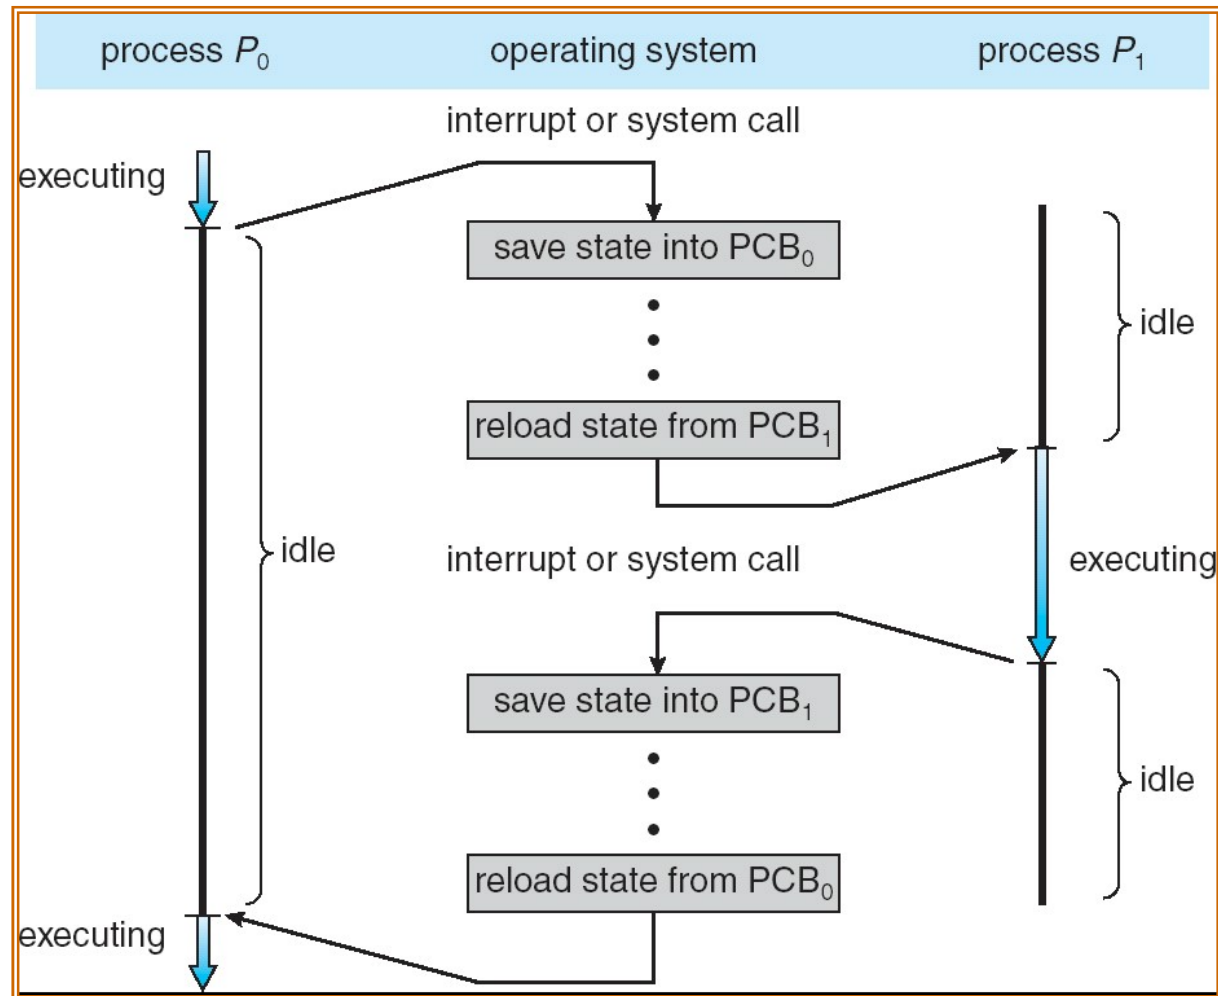 process P₀ operating system process P₁
interrupt or system call
executing
save state into PCB₀
idle
reload state from PCB₁
idle
interrupt or system call
executing
save state into PCB₁
idle
reload state from PCB₀
executing